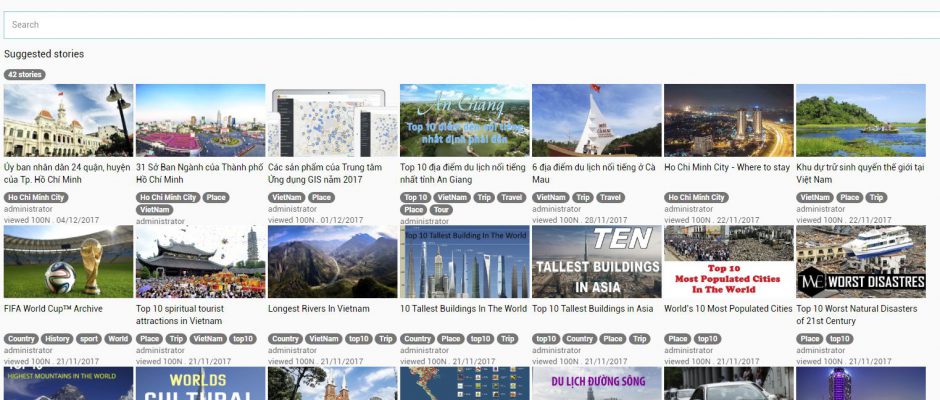 Search
Suggested stories
42 stories
An Giang
Top 10 điểm đến nổi tiếng
nhất định phải đến
Ủy ban nhân dân 24 quận, huyện
của Tp. Hồ Chí Minh
31 Sở Ban Ngành của Thành phố
Hồ Chí Minh
Các sản phẩm của Trung tâm
Ứng dụng GIS năm 2017
Top 10 địa điểm du lịch nổi tiếng
nhất tỉnh An Giang
6 địa điểm du lịch nổi tiếng ở Cà
Mau
Ho Chi Minh City - Where to stay
Khu dự trữ sinh quyển thế giới tại
Việt Nam
Ho Chi Minh City
Ho Chi Minh City Place
VietNam
VietNam Place
Top 10 VietNam Trip Travel
Place Tour
VietNam Trip Travel
Ho Chi Minh City
VietNam Place Trip
administrator
viewed 100N . 04/12/2017
administrator
administrator
viewed 100N . 01/12/2017
administrator
administrator
viewed 100N . 28/11/2017
administrator
viewed 100N . 22/11/2017
administrator
viewed 100N . 22/11/2017
Top 10 Tallest Building In The World
TEN
TALLEST BUILDINGS
IN ASIA
Top 10
Most Populated Cities
In The World
WORST DISASTERS
FIFA World Cup™ Archive
Top 10 spiritual tourist
attractions in Vietnam
Longest Rivers In Vietnam
10 Tallest Buildings In The World
Top 10 Tallest Buildings in Asia
World's 10 Most Populated Cities
Top 10 Worst Natural Disasters
of 21st Century
Country History sport World
Place Trip VietNam top10
Country VietNam top10 Trip
Country Place top10 Trip
top10 Country Place Trip
Place top10
Place top10
administrator
viewed 100N . 21/11/2017
administrator
viewed 100N . 21/11/2017
administrator
viewed 100N . 21/11/2017
administrator
viewed 100N . 21/11/2017
administrator
viewed 100N . 21/11/2017
administrator
viewed 100N . 21/11/2017
administrator
viewed 100N . 21/11/2017
TOP 10
HIGHEST MOUNTAINS IN THE WORLD
WORLDS
CULTURAL
DU LỊCH ĐƯỜNG SÔNG